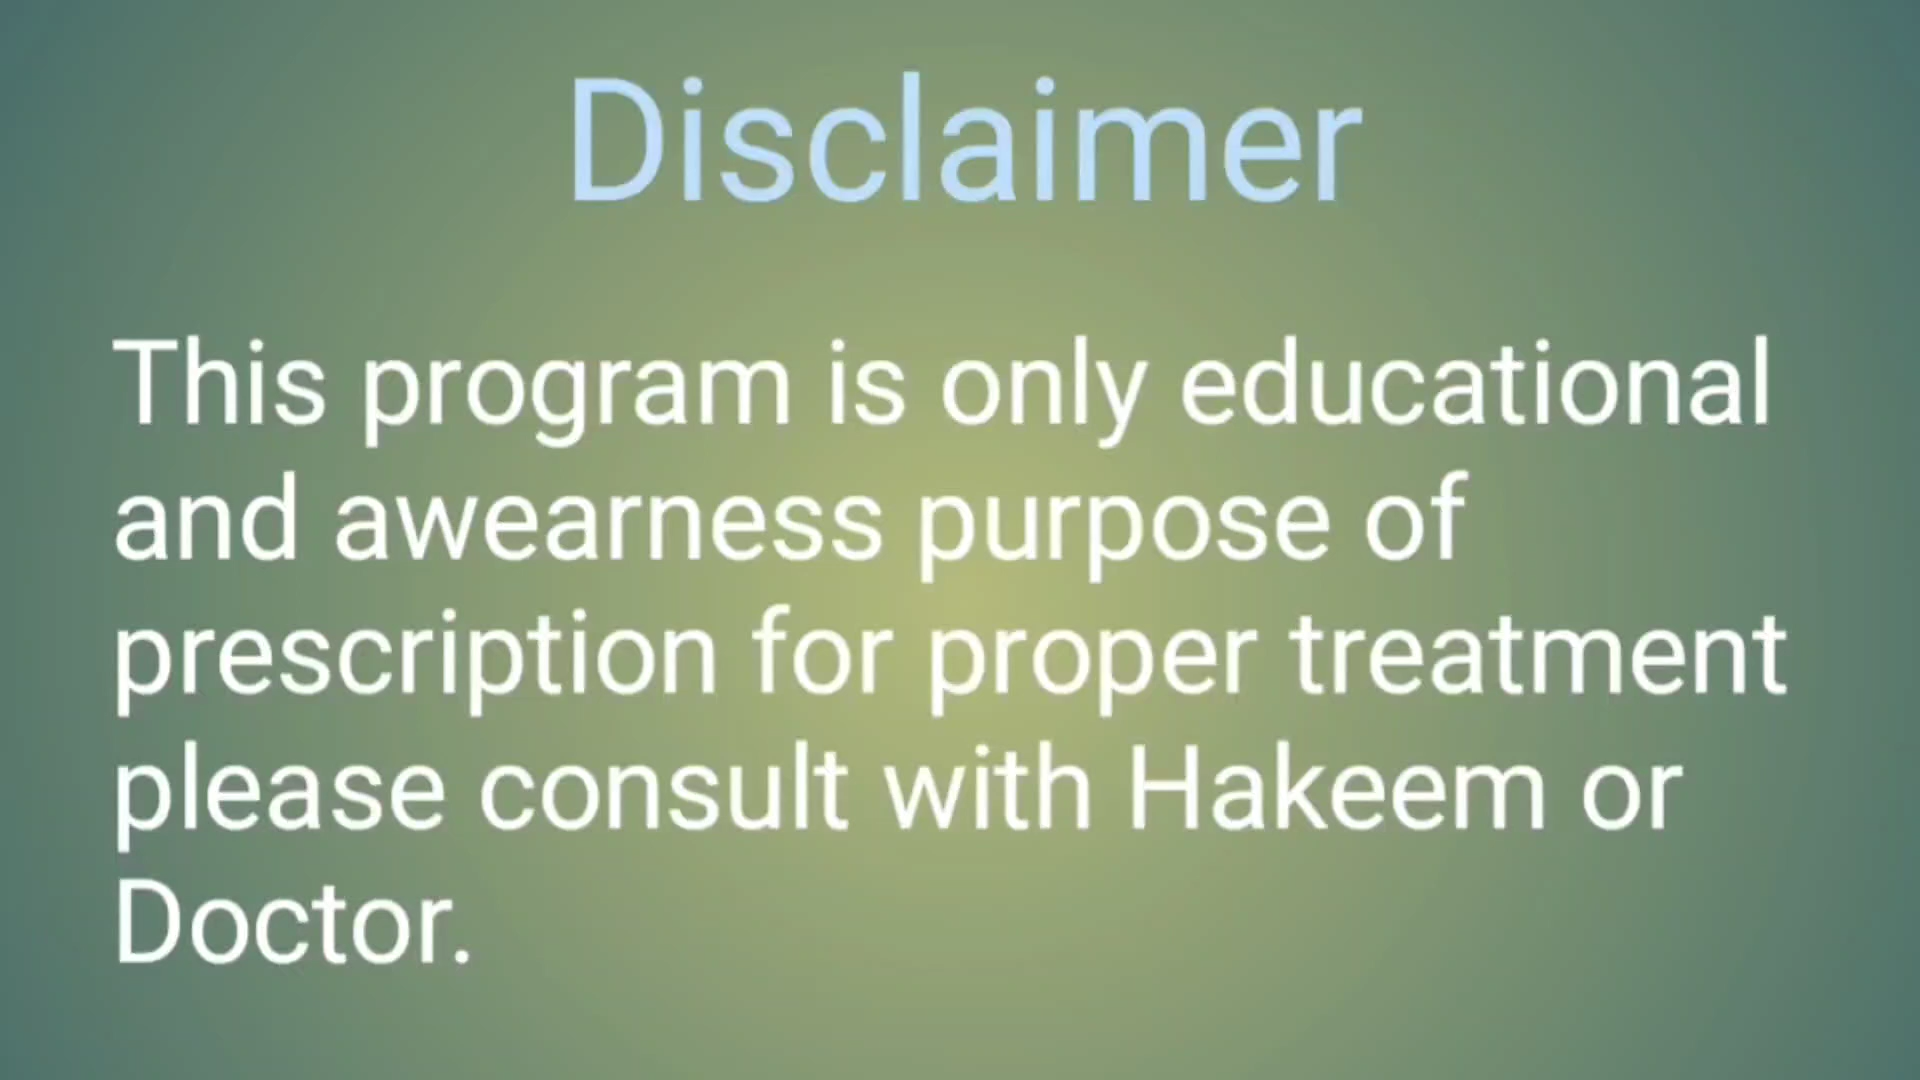 Disclaimer
This program is only educational
and awearness purpose of
prescription for proper treatment
please consult with Hakeem or
Doctor.